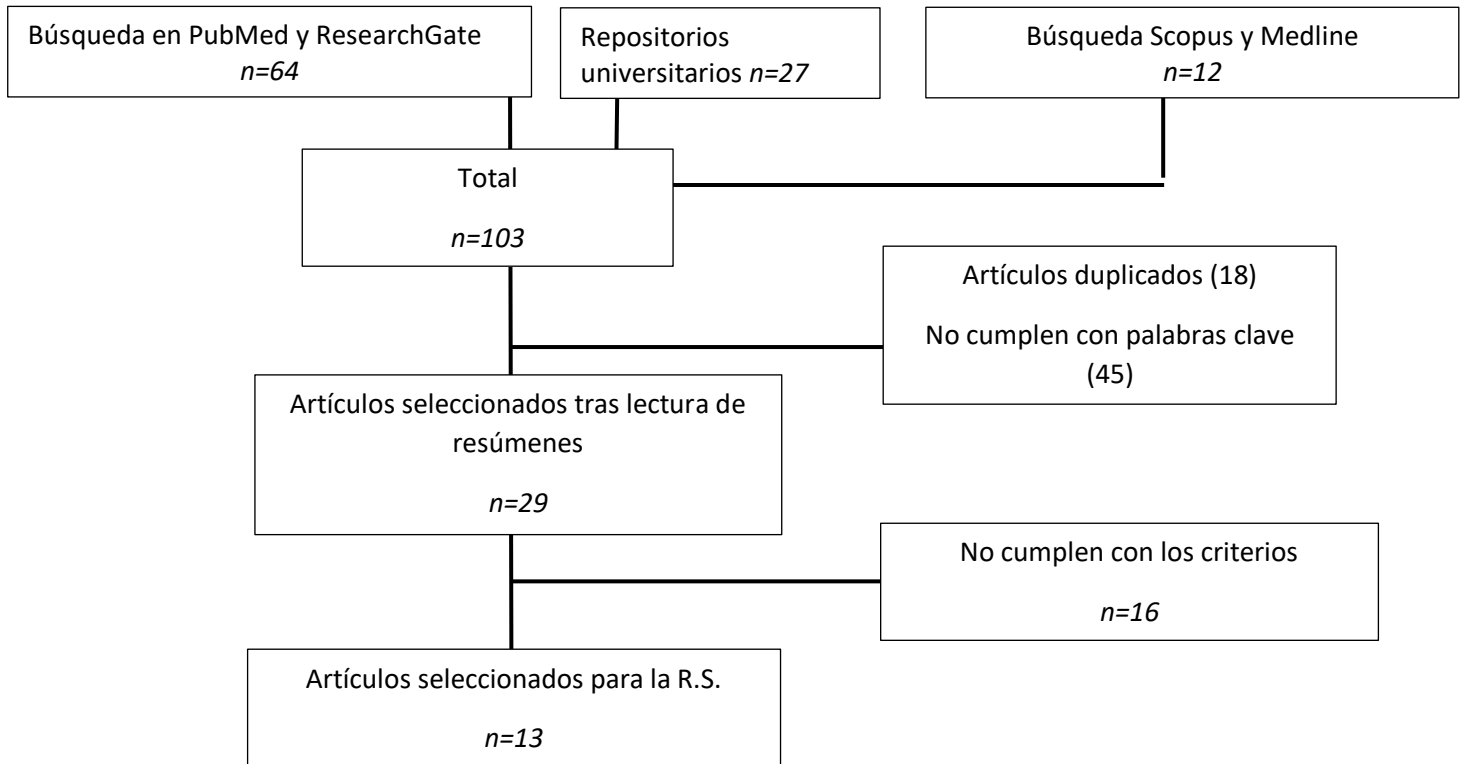 Búsqueda en PubMed y ResearchGate
n=64
Repositorios
universitarios n=27
Búsqueda Scopus y Medline
n=12
Total
n=103
Artículos duplicados (18)
No cumplen con palabras clave
(45)
Artículos seleccionados tras lectura de
resúmenes
n=29
No cumplen con los criterios
n=16
Artículos seleccionados para la R.S.
n=13